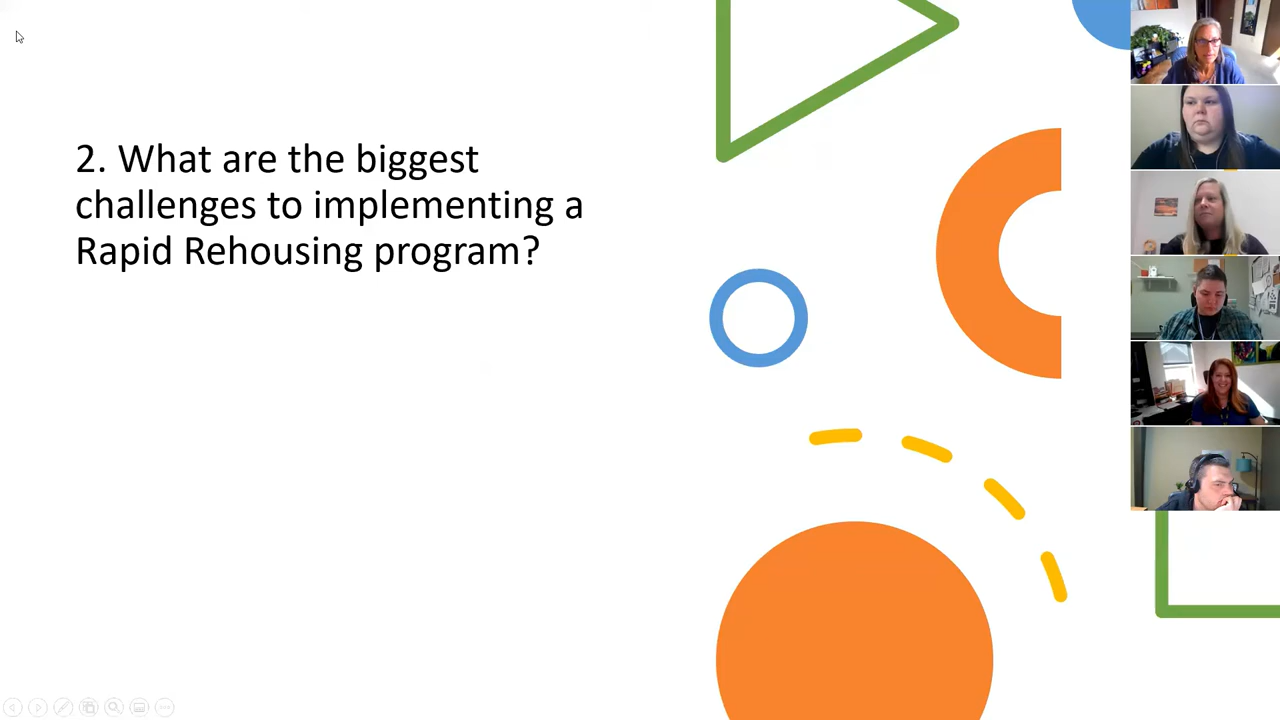 2. What are the biggest
challenges to implementing a
Rapid Rehousing program?